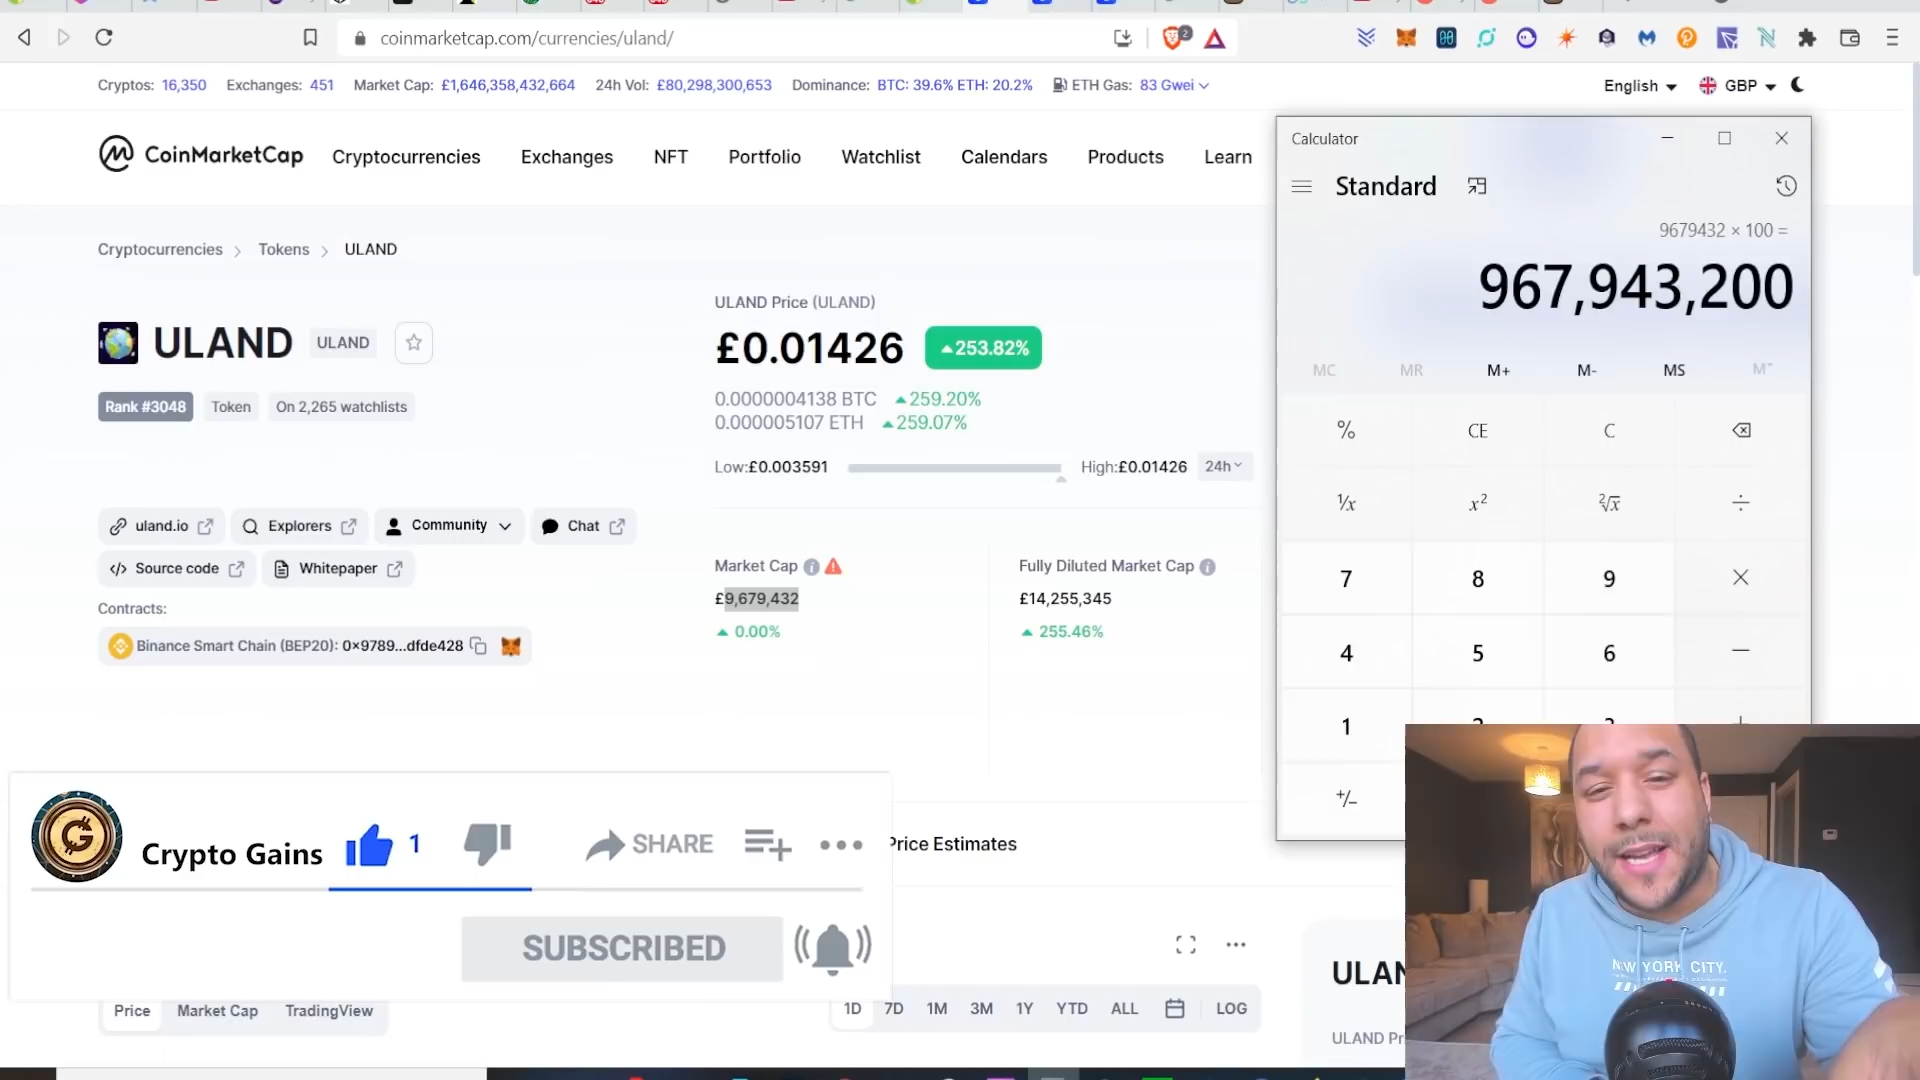 coinmarketcap.com/currencies/uland/
2
Cryptos: 16,350 Exchanges: 451 Market Cap: £1,646,358,432,664 24h Vol: £80,298,300,653 Dominance: BTC: 39.6% ETH: 20.2% ETH Gas: 83 Gwei
English GBP
CoinMarketCap Cryptocurrencies Exchanges NFT Portfolio Watchlist Calendars Products Learn
Cryptocurrencies > Tokens > ULAND
ULAND ULAND
Rank #3048 Token On 2,265 watchlists
uland.io Explorers Community Chat
Source code Whitepaper
Contracts:
Binance Smart Chain (BEP20): 0x9789...dfde428
ULAND Price (ULAND)
£0.01426 253.82%
0.0000004138 BTC 259.20%
0.000005107 ETH 259.07%
Low:£0.003591 High:£0.01426 24h
Market Cap
£9,679,432
0.00%
Fully Diluted Market Cap
£14,255,345
255.46%
Calculator
Standard
9679432 × 100 =
967,943,200
MC MR M+ M- MS
% CE C
¹/x x² ²√x ÷
7 8 9 ×
4 5 6 −
1
+/−
Crypto Gains 1 SHARE
SUBSCRIBED
Price Estimates
Price Market Cap TradingView
1D 7D 1M 3M 1Y YTD ALL LOG
ULAN
ULAND Pr
NEW YORK CITY.